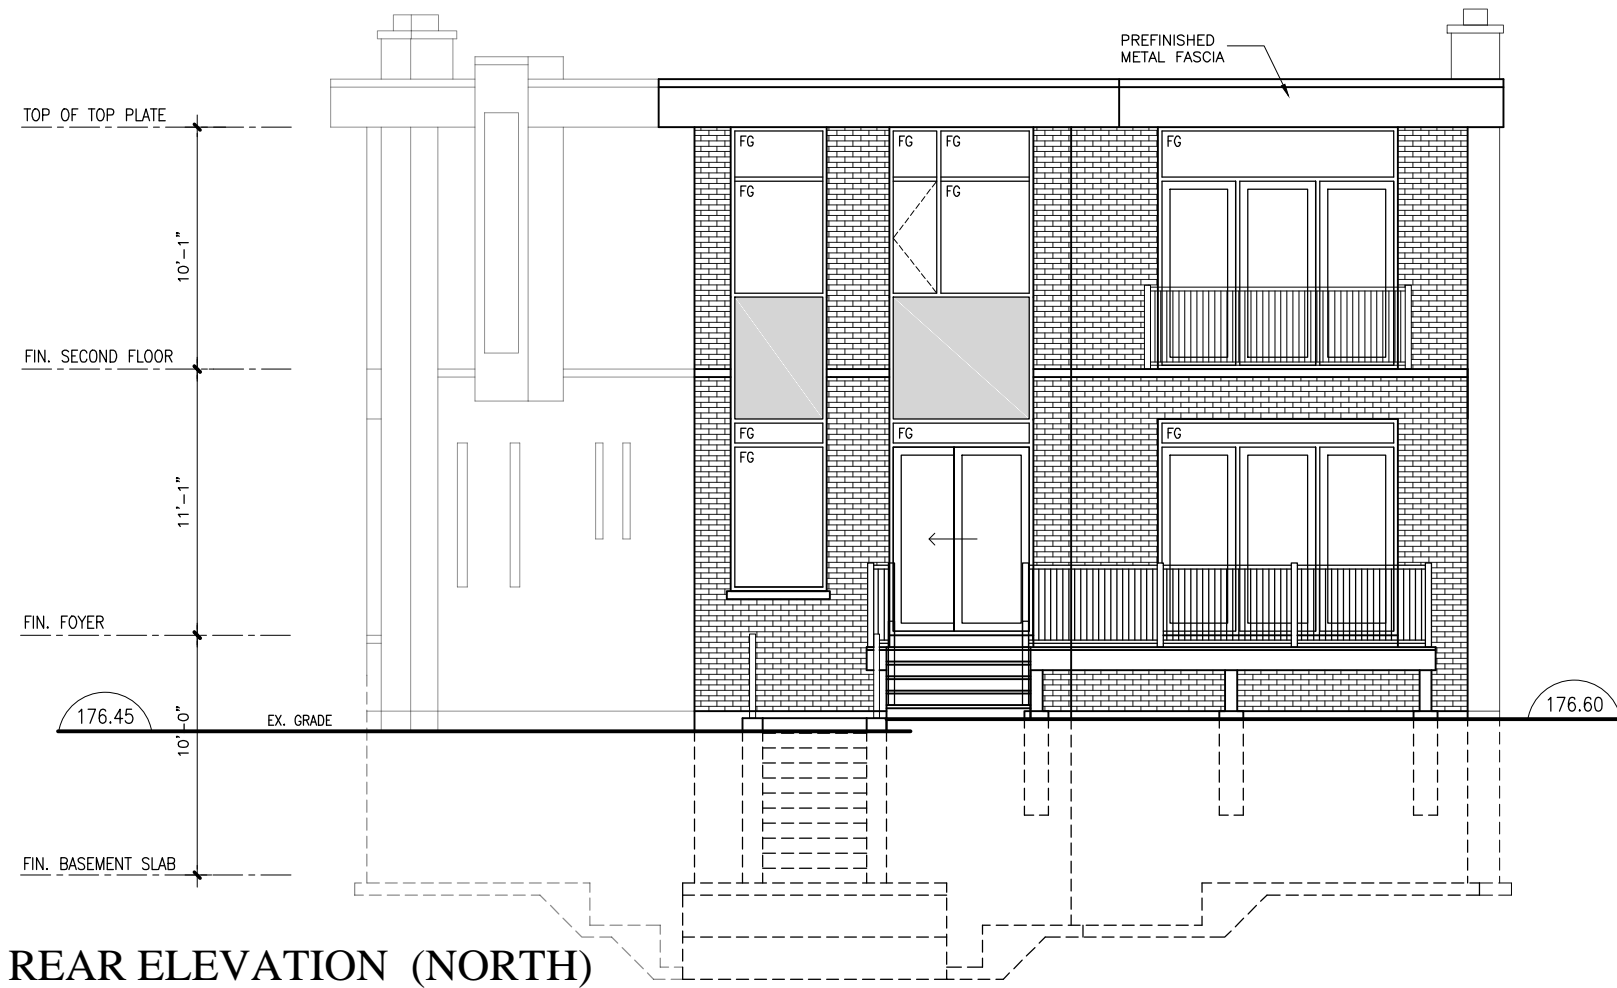 PREFINISHED
METAL FASCIA
TOP OF TOP PLATE
FG
FG
FG
FG
FG
FG
10'-1"
FIN. SECOND FLOOR
FG
FG
FG
FG
11'-1"
FIN. FOYER
176.45
10'-0"
EX. GRADE
176.60
FIN. BASEMENT SLAB
REAR ELEVATION (NORTH)